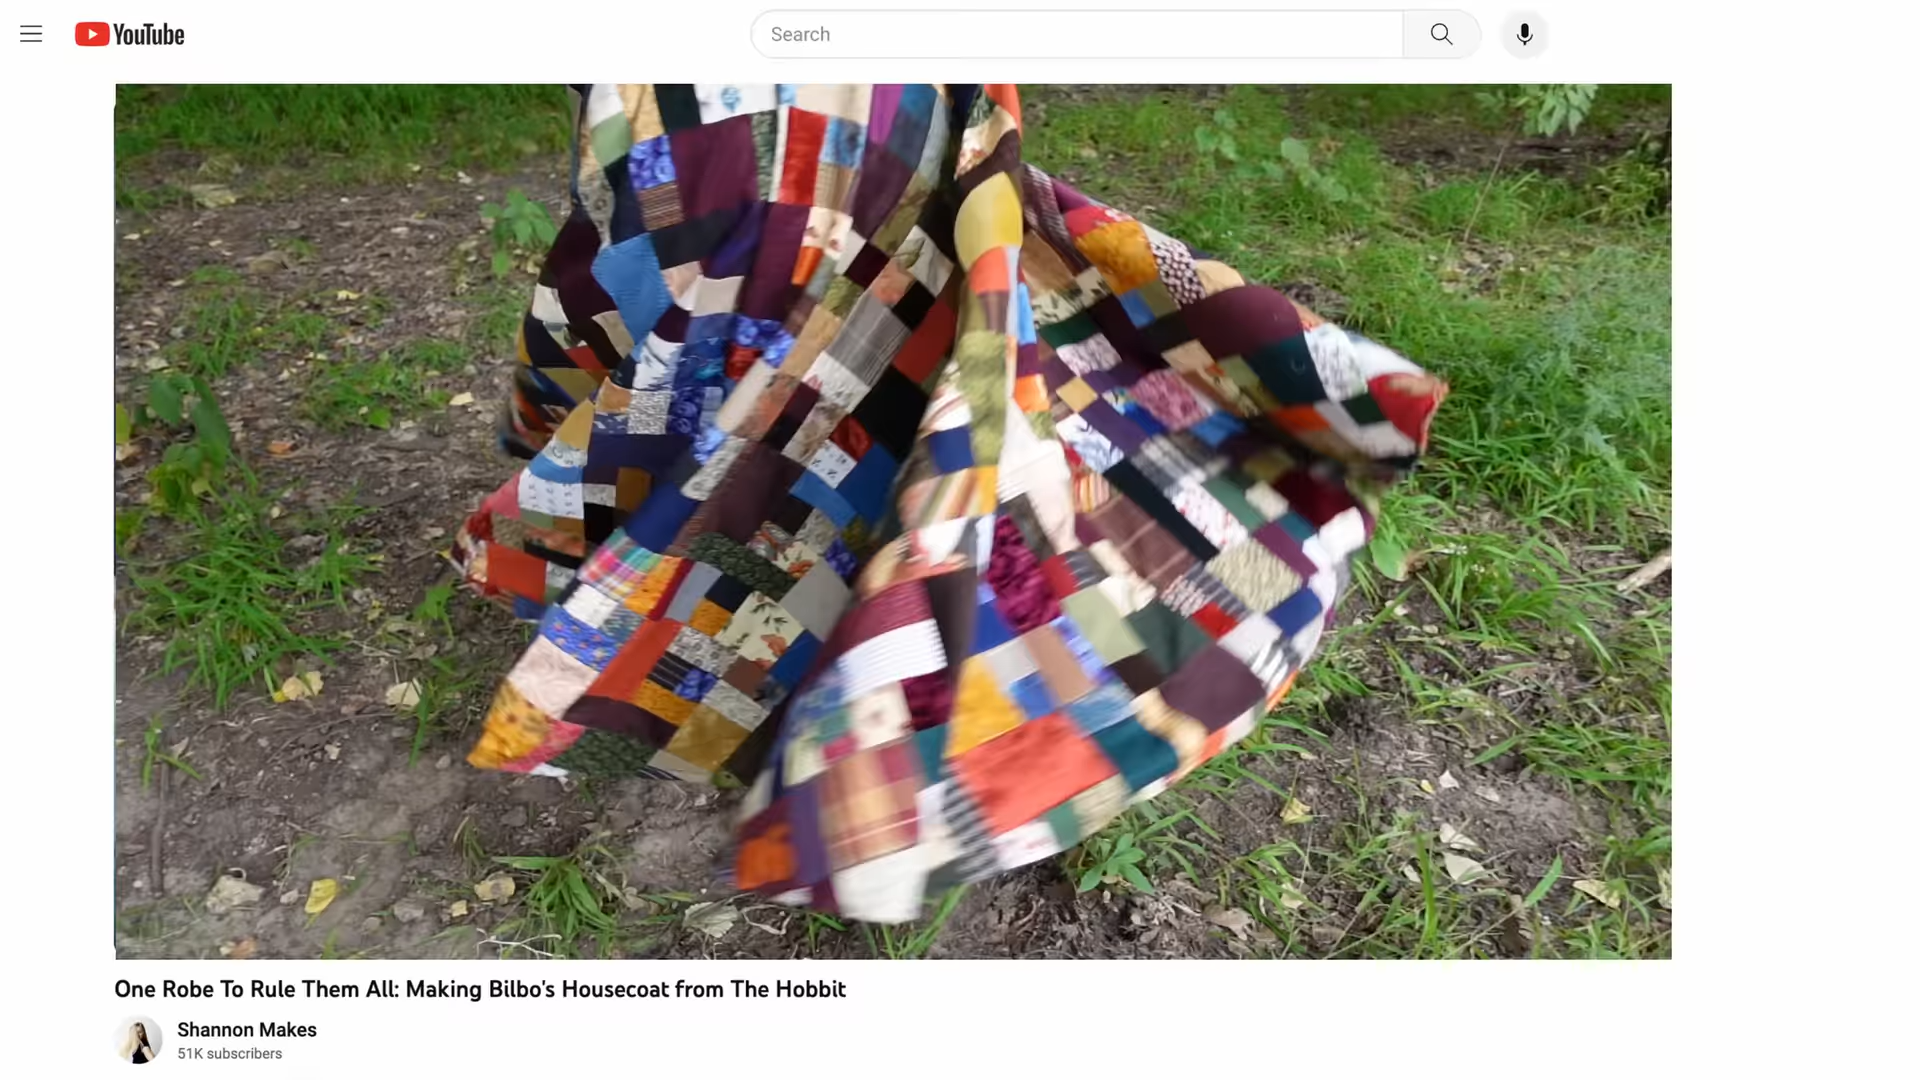 YouTube
Search
One Robe To Rule Them All: Making Bilbo's Housecoat from The Hobbit
Shannon Makes
51K subscribers